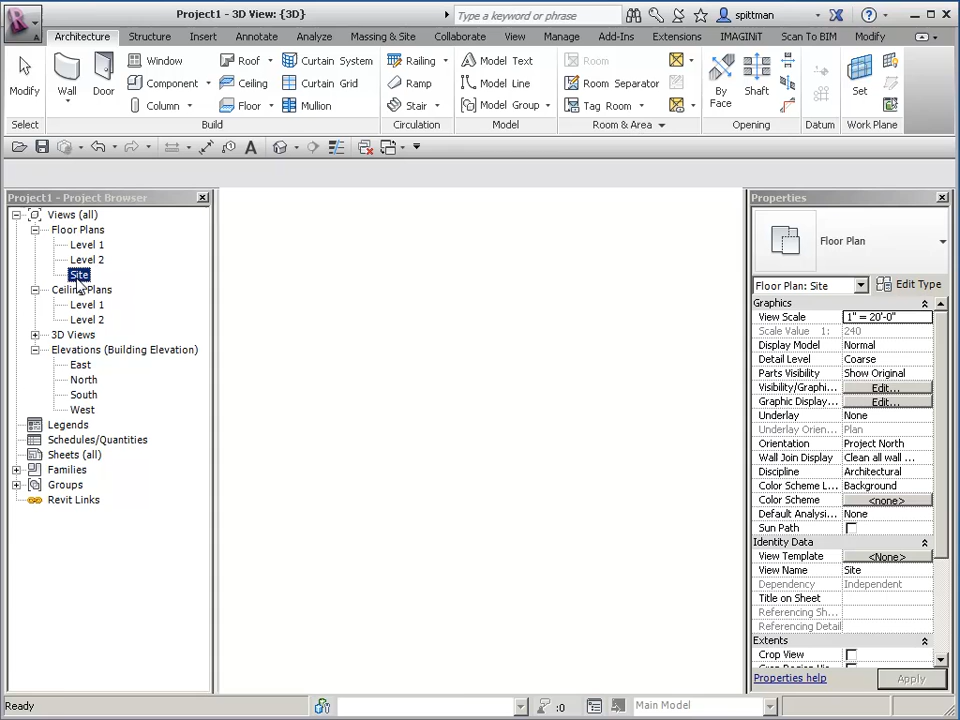 Project1 - 3D View: {3D}
Type a keyword or phrase
spittman
Architecture Structure Insert Annotate Analyze Massing & Site Collaborate View Manage Add-Ins Extensions IMAGINiT Scan To BIM Modify
Modify
Wall
Door
Window
Component
Column
Roof
Ceiling
Floor
Curtain System
Curtain Grid
Mullion
Railing
Ramp
Stair
Model Text
Model Line
Model Group
Room
Room Separator
Tag Room
By Face
Shaft
Set
Select Build Circulation Model Room & Area Opening Datum Work Plane
Project1 - Project Browser
Views (all)
Floor Plans
Level 1
Level 2
Site
Ceiling Plans
Level 1
Level 2
3D Views
Elevations (Building Elevation)
East
North
South
West
Legends
Schedules/Quantities
Sheets (all)
Families
Groups
Revit Links
Properties
Floor Plan
Floor Plan: Site
Edit Type
Graphics
View Scale 1" = 20'-0"
Scale Value 1: 240
Display Model Normal
Detail Level Coarse
Parts Visibility Show Original
Visibility/Graphi... Edit...
Graphic Display... Edit...
Underlay None
Underlay Orien... Plan
Orientation Project North
Wall Join Display Clean all wall ...
Discipline Architectural
Color Scheme L... Background
Color Scheme <none>
Default Analysi... None
Sun Path
Identity Data
View Template <None>
View Name Site
Dependency Independent
Title on Sheet
Referencing Sh...
Referencing Detail
Extents
Crop View
Properties help
Apply
Ready
:0
Main Model